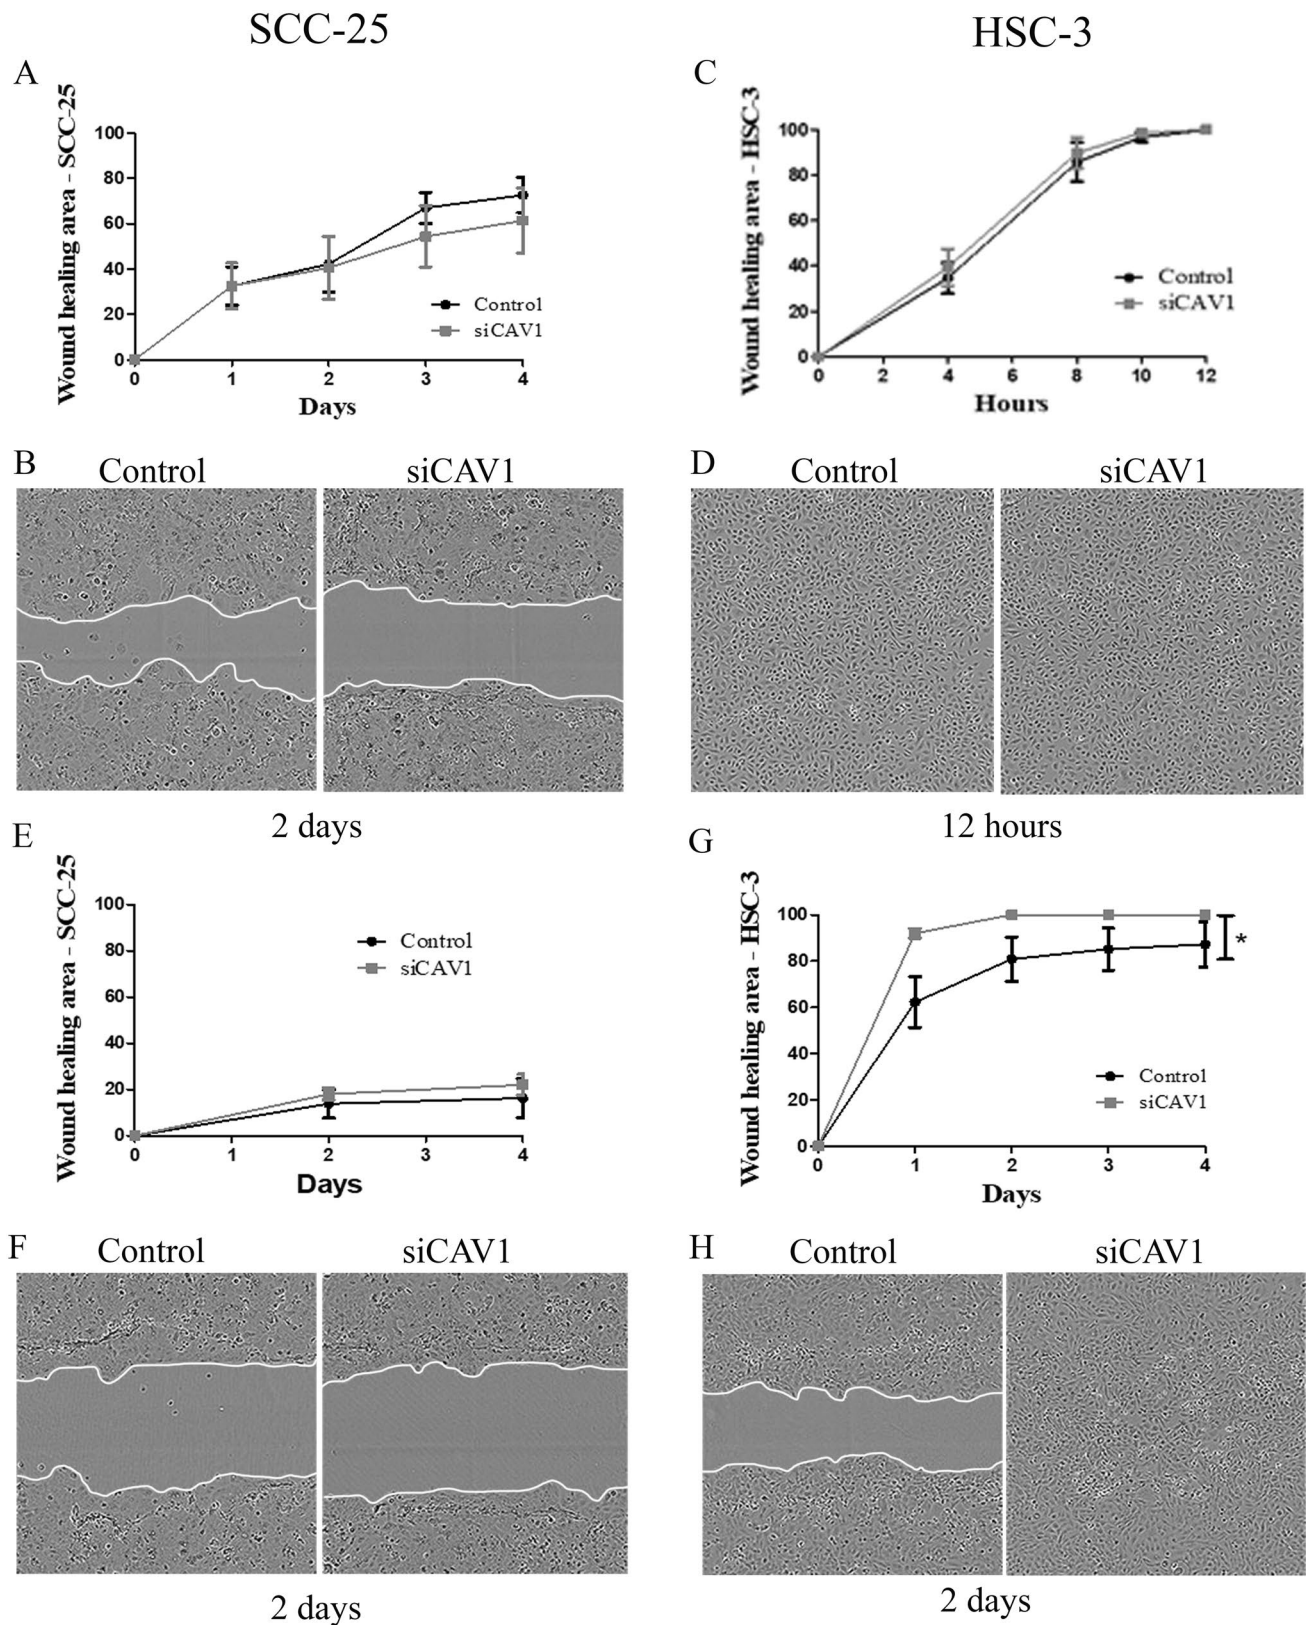 SCC-25
HSC-3
A
Wound healing area - SCC-25
100
80
60
40
20
0
0 1 2 3 4
Days
Control
siCAV1
C
Wound healing area - HSC-3
100
80
60
40
20
0
0 2 4 6 8 10 12
Hours
Control
siCAV1
B
Control
siCAV1
2 days
D
Control
siCAV1
12 hours
E
Wound healing area - SCC-25
100
80
60
40
20
0
0 1 2 3 4
Days
Control
siCAV1
G
Wound healing area - HSC-3
100
80
60
40
20
0
0 1 2 3 4
Days
Control
siCAV1
*
F
Control
siCAV1
2 days
H
Control
siCAV1
2 days